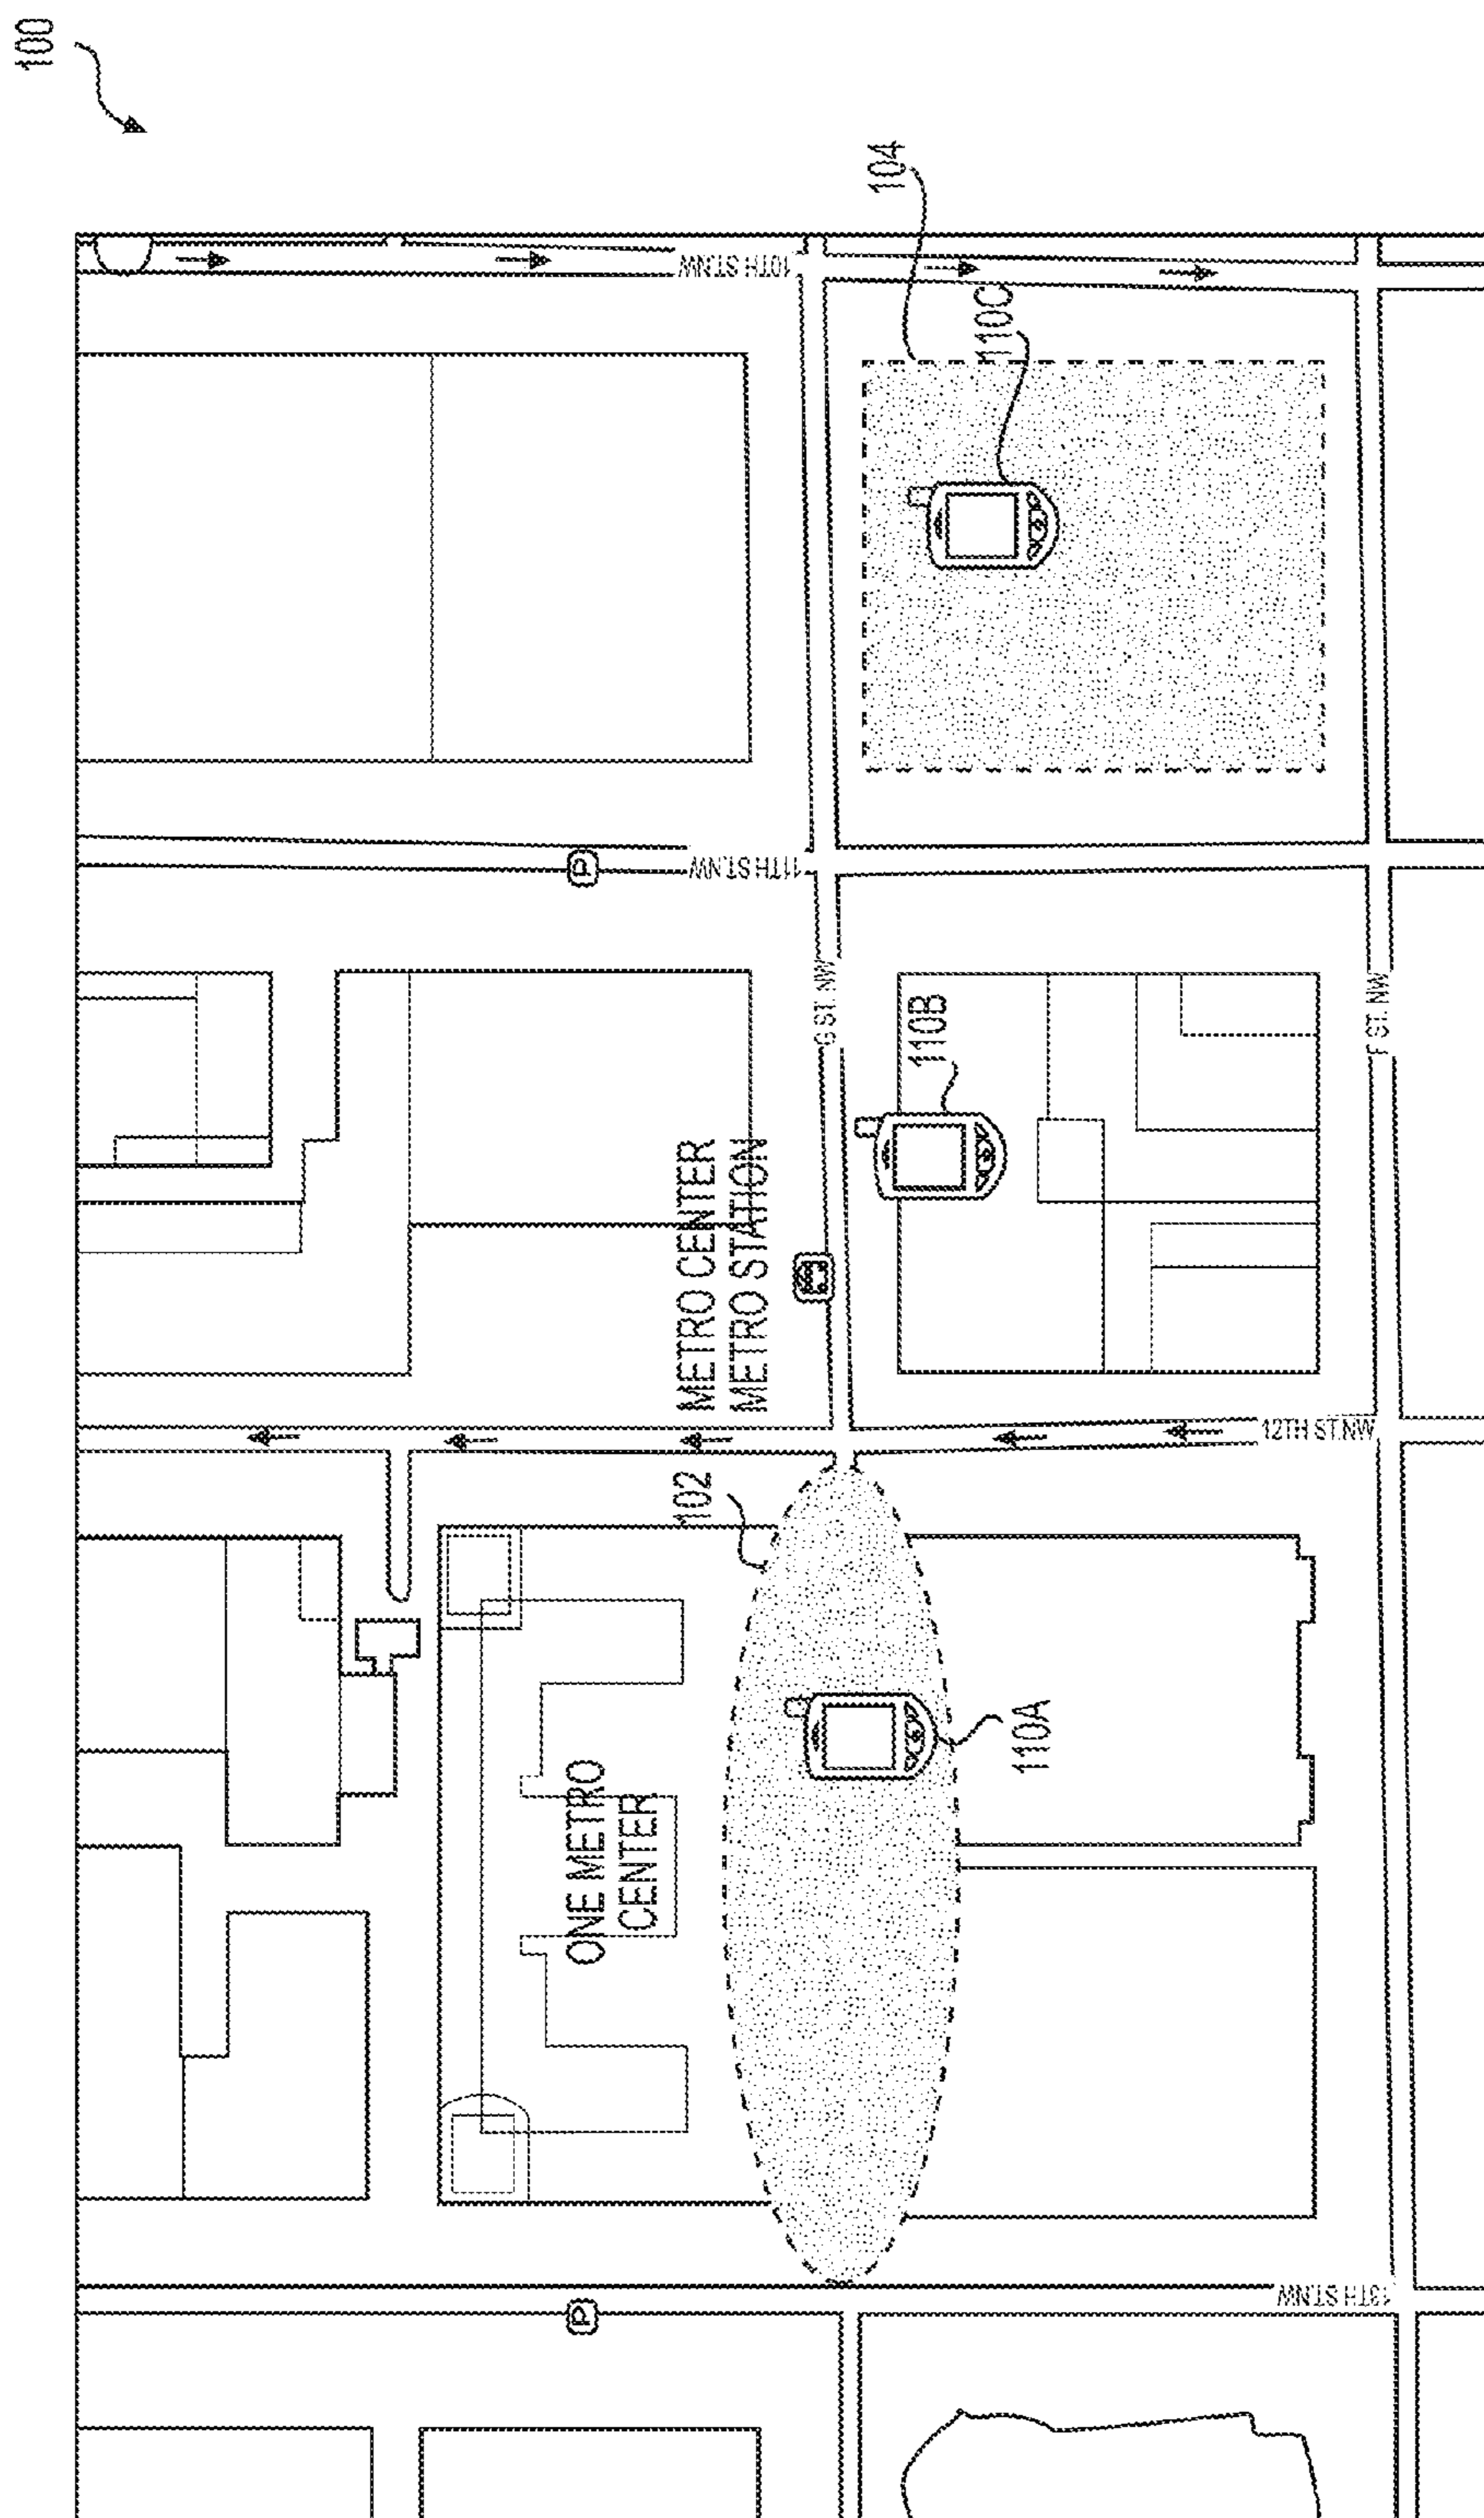 100
104
10TH ST.NW
110C
P
11TH ST.NW
G ST. NW
F ST. NW
110B
METRO CENTER
METRO STATION
12TH ST.NW
102
110A
ONE METRO
CENTER
P
13TH ST.NW